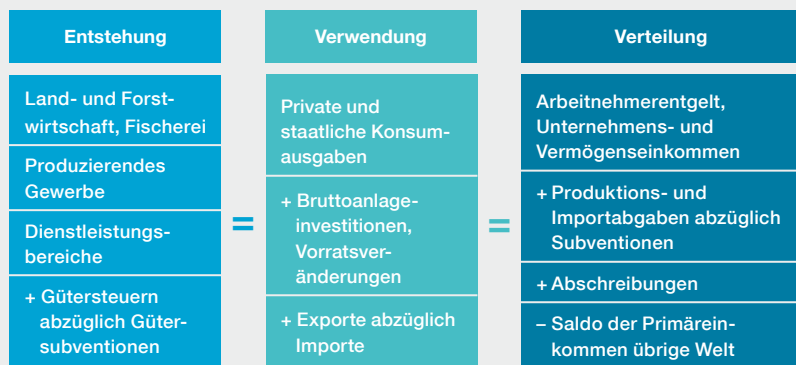 Entstehung
Land- und Forst-
wirtschaft, Fischerei
Produzierendes
Gewerbe
Dienstleistungs-
bereiche
+ Gütersteuern
abzüglich Güter-
subventionen
=
Verwendung
Private und
staatliche Konsum-
ausgaben
+ Bruttoanlage-
investitionen,
Vorratsver-
änderungen
+ Exporte abzüglich
Importe
=
Verteilung
Arbeitnehmerentgelt,
Unternehmens- und
Vermögenseinkommen
+ Produktions- und
Importabgaben abzüglich
Subventionen
+ Abschreibungen
– Saldo der Primärein-
kommen übrige Welt